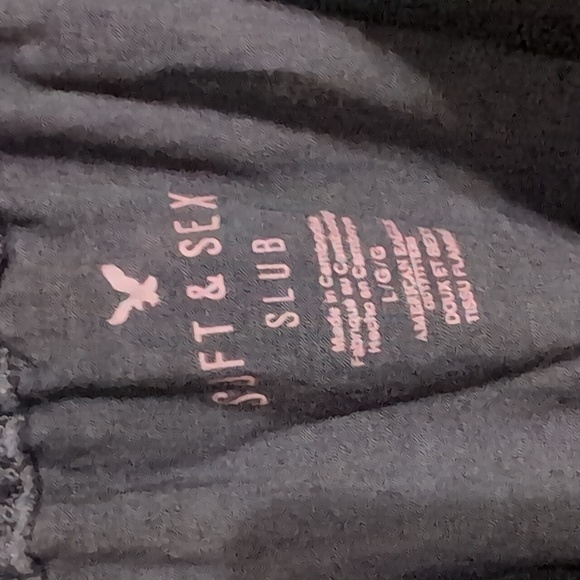 SOFT & SEX
SLUB
Made in Cambodia
Fabriqué au Cambodge
Hecho en Camboya
L/G/G
AMERICAN EAGLE
OUTFITTERS
DOUX ET SEXY
TISSU FLAMMÉ